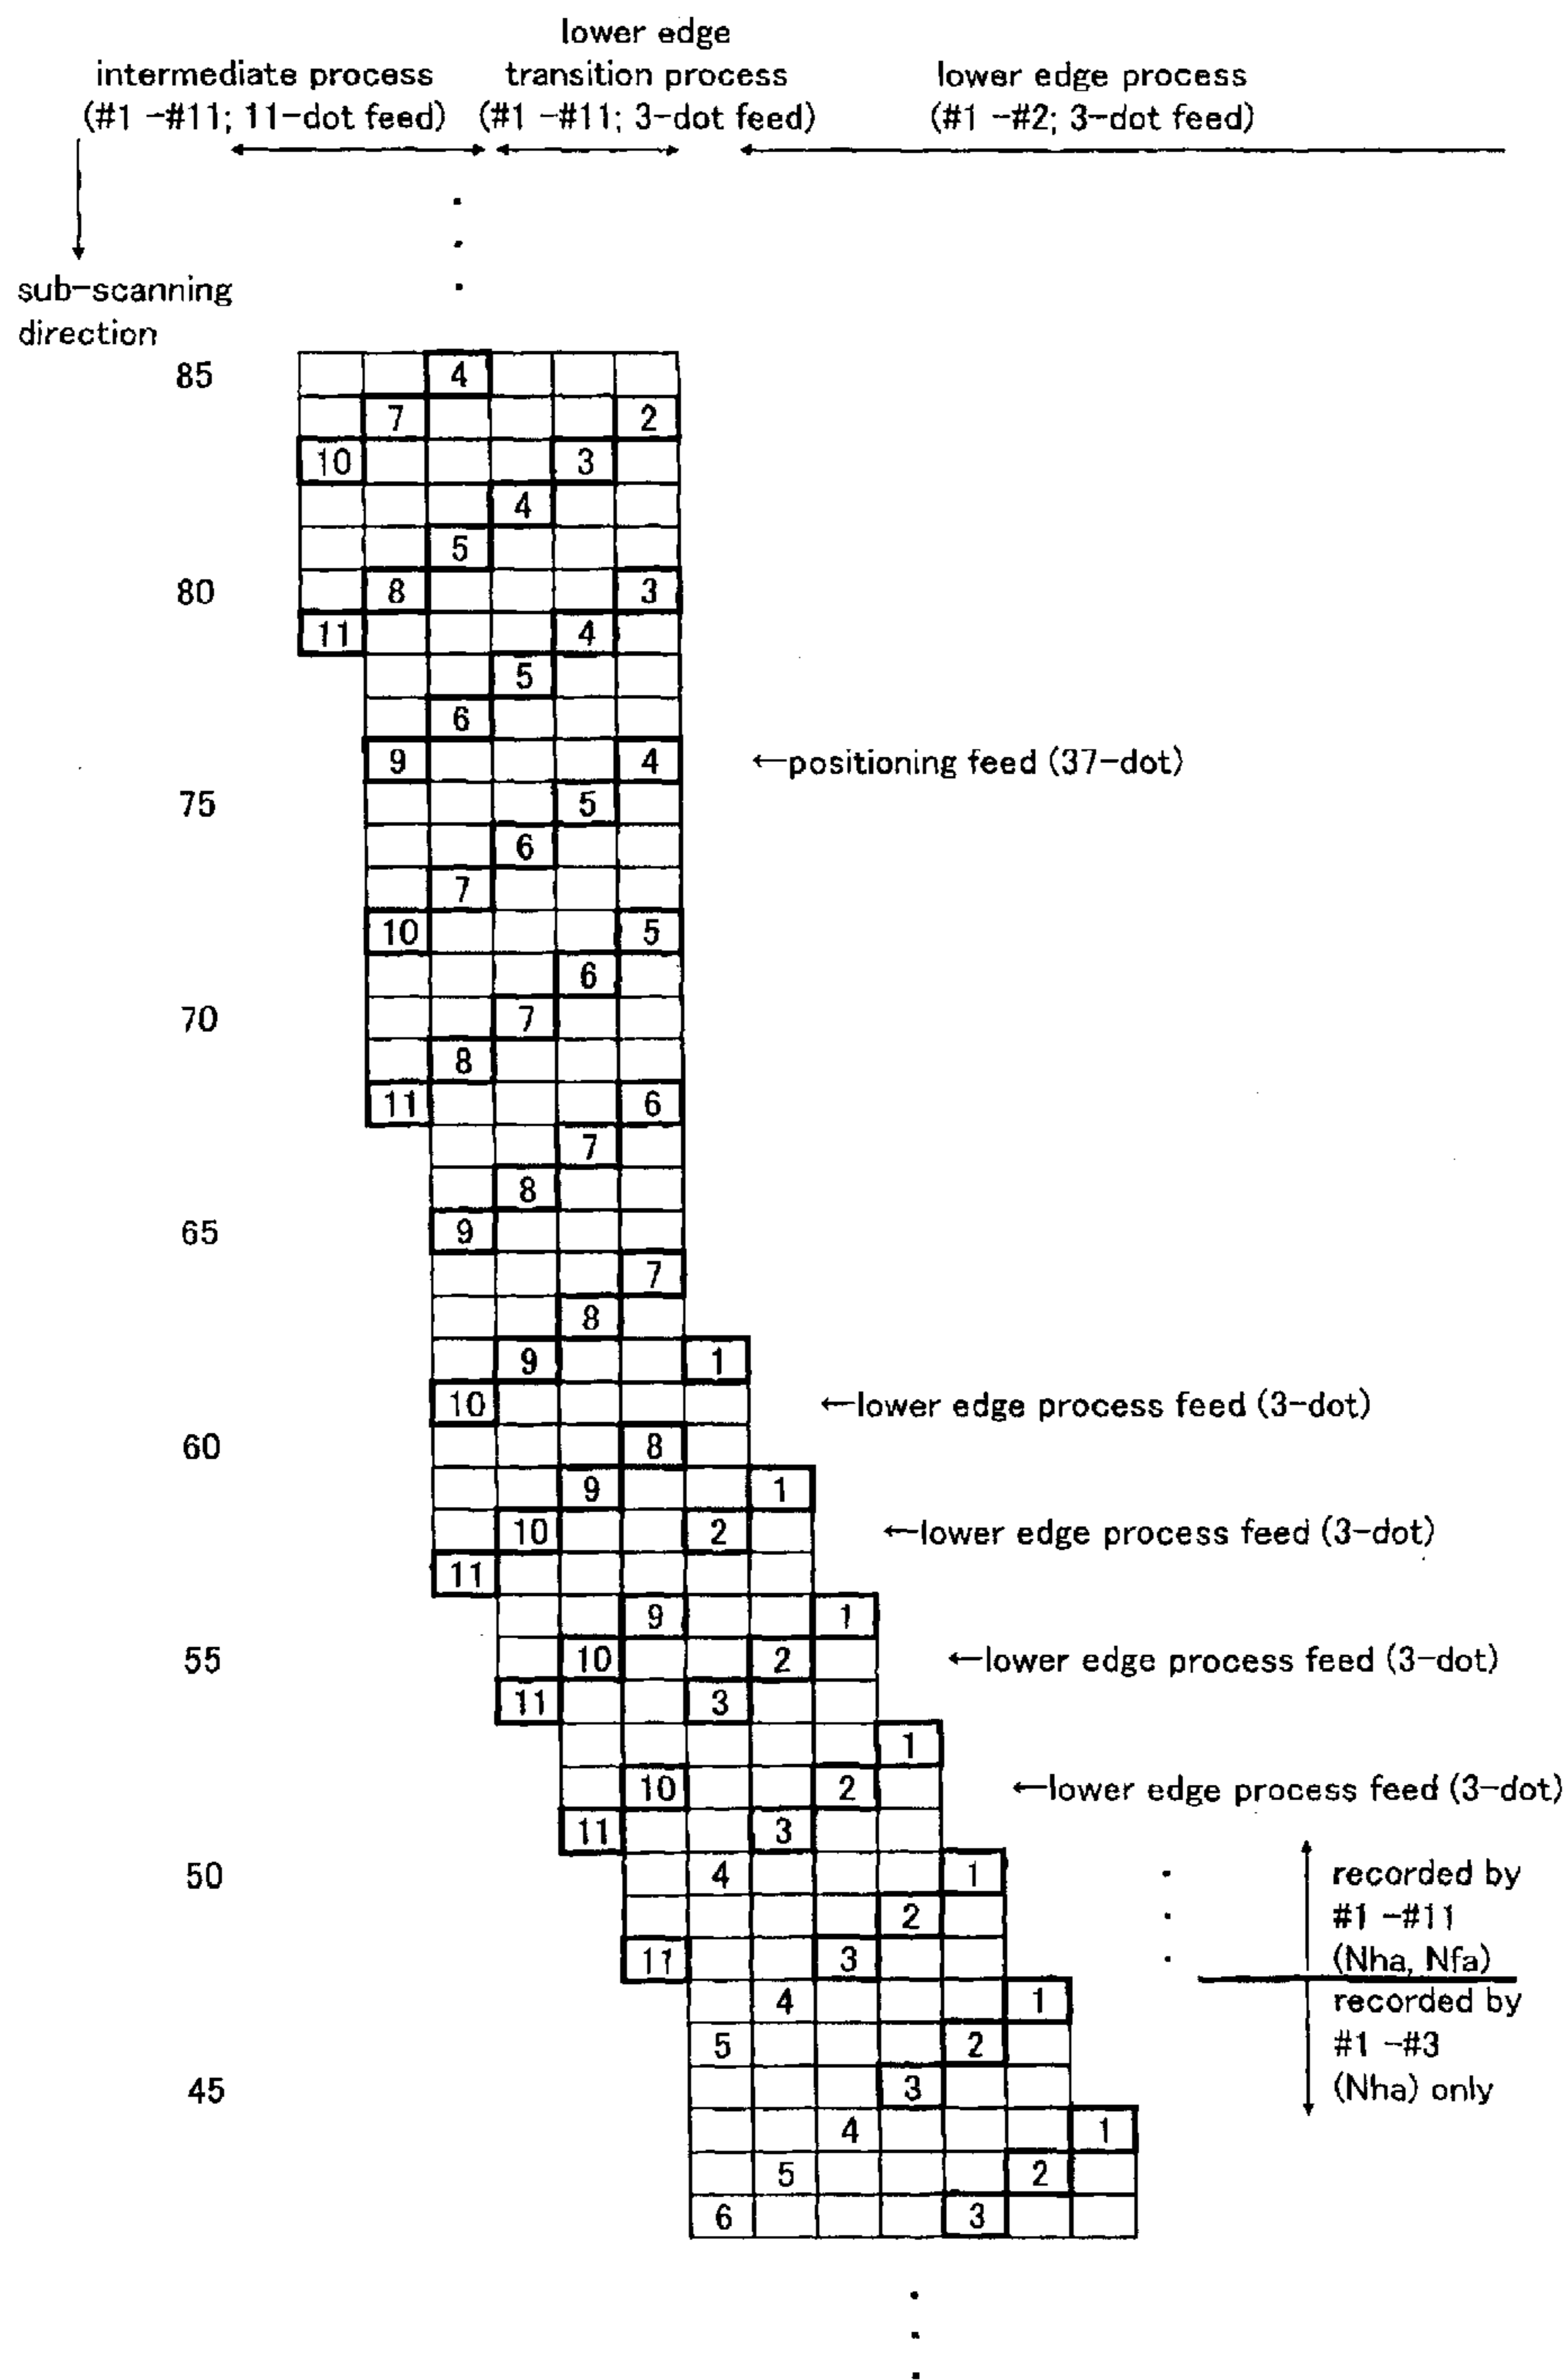 lower edge
intermediate process transition process lower edge process
(#1 -#11; 11-dot feed) (#1 -#11; 3-dot feed) (#1 -#2; 3-dot feed)
sub-scanning
direction
85 4
7 2
10 3
4
5
80 8 3
11 4
5
6
9 4 ←positioning feed (37-dot)
75 5
6
7
10 5
6
70 7
8
11 6
7
8
65 9
7
8
9 1
10 ←lower edge process feed (3-dot)
60 8
9 1
10 2 ←lower edge process feed (3-dot)
11
9 1
55 10 2 ←lower edge process feed (3-dot)
11 3
1
10 2 ←lower edge process feed (3-dot)
11 3
50 4 1 recorded by
2 #1 -#11
11 3 (Nha, Nfa)
4 1 recorded by
5 2 #1 -#3
45 3 (Nha) only
4 1
5 2
6 3